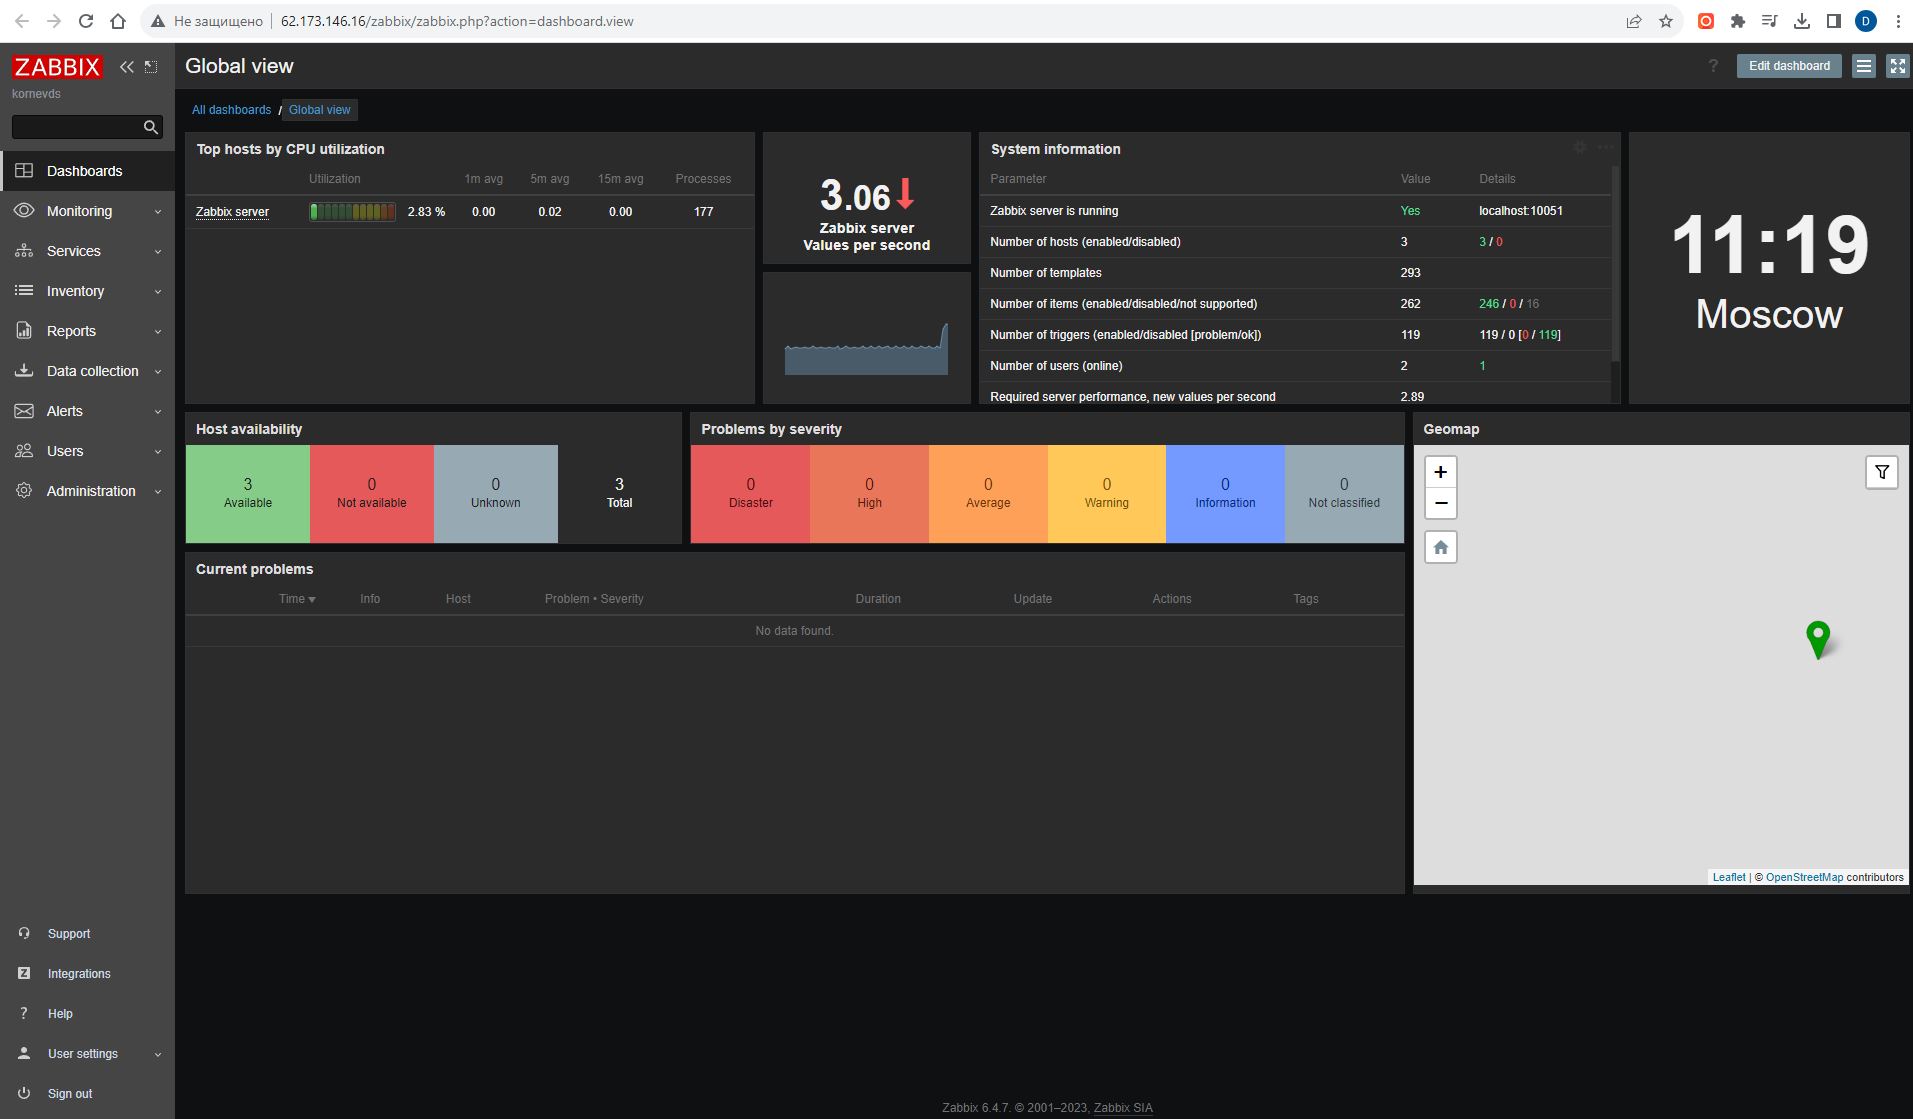 Не защищено 62.173.146.16/zabbix/zabbix.php?action=dashboard.view D
ZABBIX
kornevds
Dashboards
Monitoring
Services
Inventory
Reports
Data collection
Alerts
Users
Administration
Support
Integrations
? Help
User settings
Sign out
Global view
? Edit dashboard
All dashboards / Global view
Top hosts by CPU utilization
Utilization 1m avg 5m avg 15m avg Processes
Zabbix server 2.83 % 0.00 0.02 0.00 177
3.06
Zabbix server
Values per second
System information
Parameter Value Details
Zabbix server is running Yes localhost:10051
Number of hosts (enabled/disabled) 3 3 / 0
Number of templates 293
Number of items (enabled/disabled/not supported) 262 246 / 0 / 16
Number of triggers (enabled/disabled [problem/ok]) 119 119 / 0 [0 / 119]
Number of users (online) 2 1
Required server performance, new values per second 2.89
11:19
Moscow
Host availability
3 0 0 3
Available Not available Unknown Total
Problems by severity
0 0 0 0 0 0
Disaster High Average Warning Information Not classified
Geomap
+
−
Leaflet | © OpenStreetMap contributors
Current problems
Time Info Host Problem • Severity Duration Update Actions Tags
No data found.
Zabbix 6.4.7. © 2001–2023, Zabbix SIA